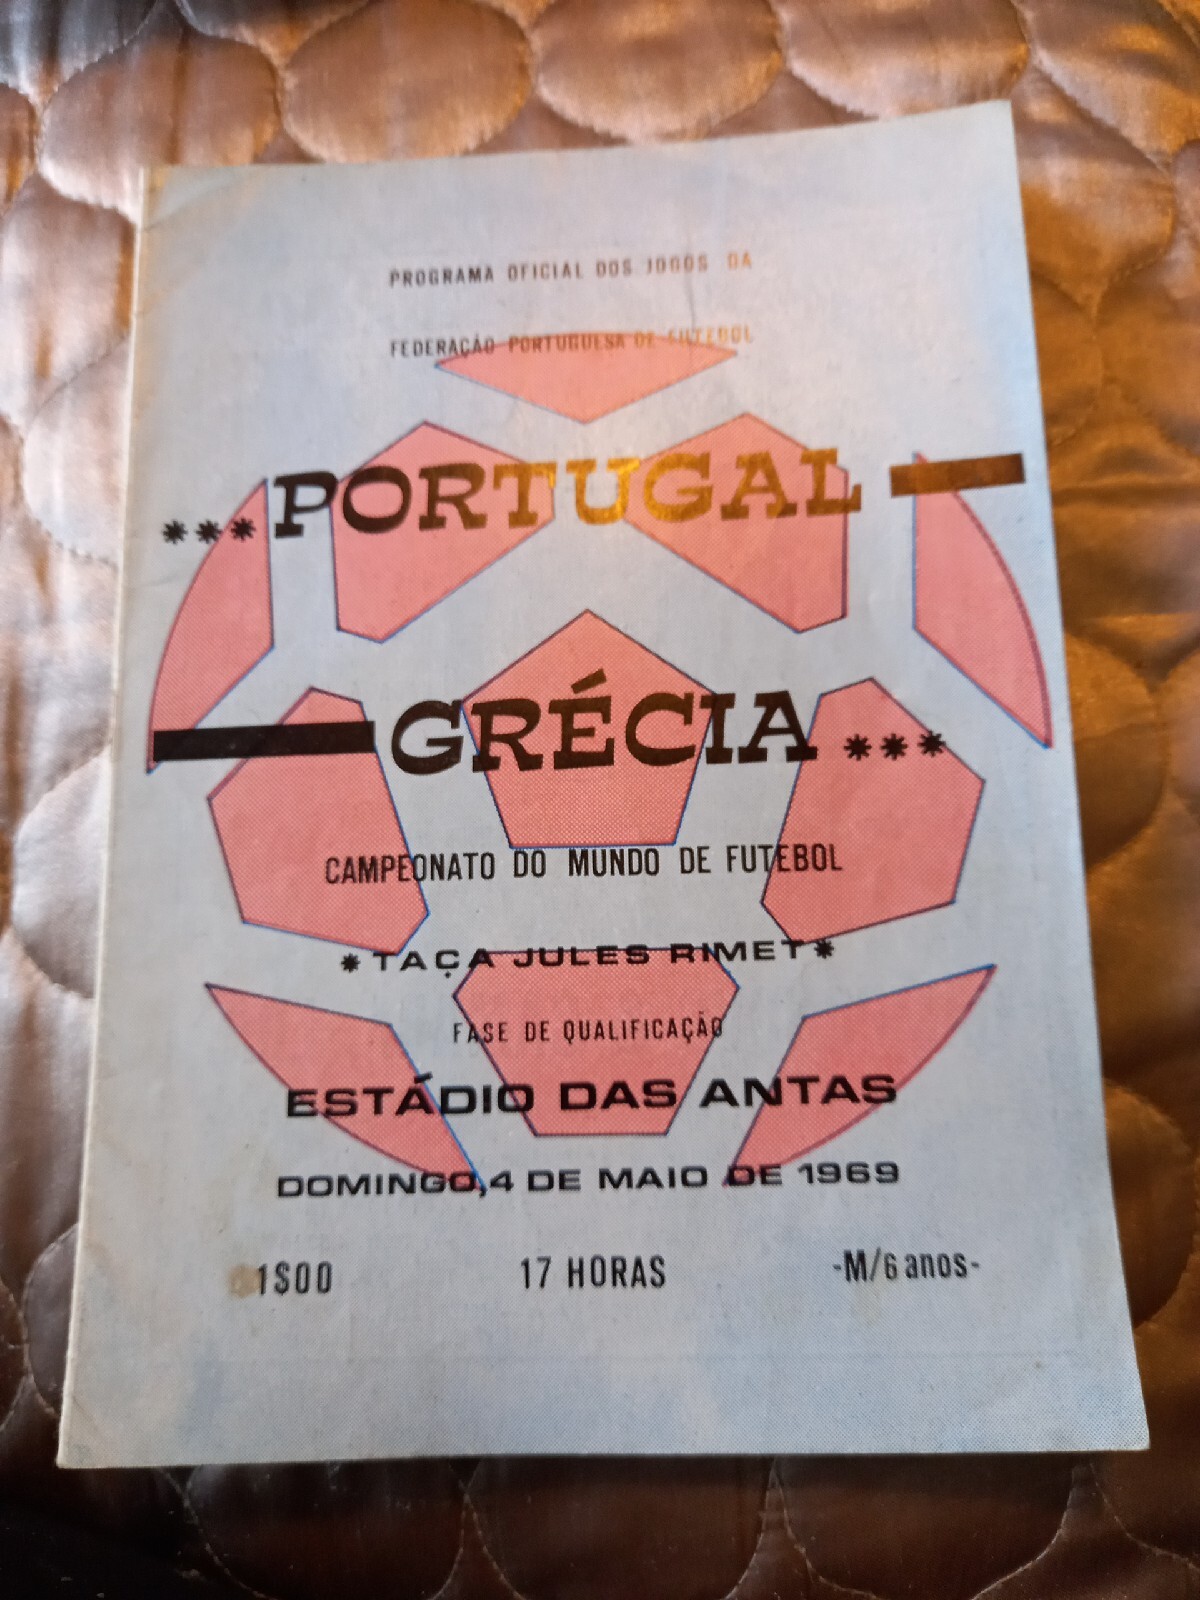 PROGRAMA OFICIAL DOS JOGOS DA
FEDERAÇÃO PORTUGUESA DE FUTEBOL
***PORTUGAL—
—GRÉCIA***
CAMPEONATO DO MUNDO DE FUTEBOL
*TAÇA JULES RIMET*
FASE DE QUALIFICAÇÃO
ESTÁDIO DAS ANTAS
DOMINGO,4 DE MAIO DE 1969
1$00 17 HORAS -M/6 anos-